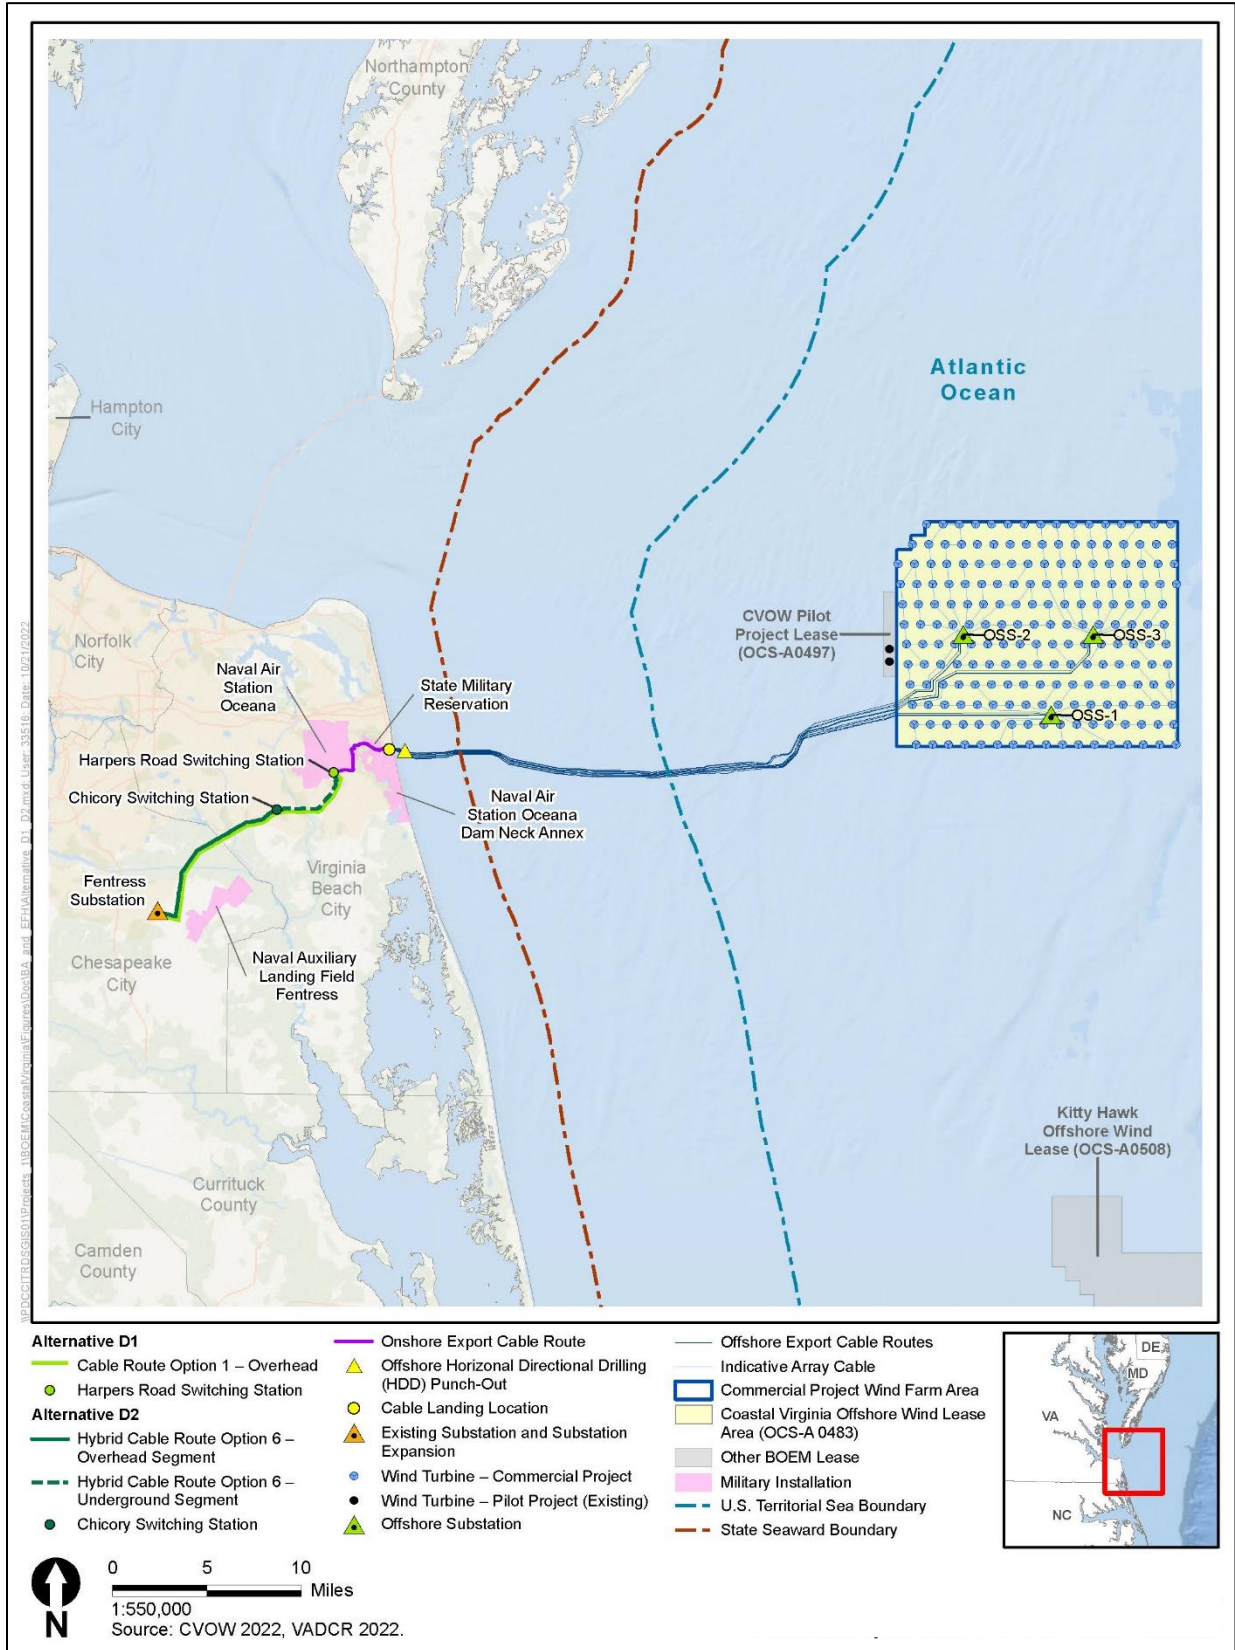 Northampton
County
Atlantic
Ocean
Hampton
City
Norfolk
City
CVOW Pilot
Project Lease
(OCS-A0497)
OSS-2
OSS-3
OSS-1
Naval Air
Station
Oceana
State Military
Reservation
Harpers Road Switching Station
Chicory Switching Station
Naval Air
Station Oceana
Dam Neck Annex
Fentress
Substation
Virginia
Beach
City
Naval Auxiliary
Landing Field
Fentress
Chesapeake
City
Kitty Hawk
Offshore Wind
Lease (OCS-A0508)
Currituck
County
Camden
County
Alternative D1
Cable Route Option 1 – Overhead
Harpers Road Switching Station
Alternative D2
Hybrid Cable Route Option 6 –
Overhead Segment
Hybrid Cable Route Option 6 –
Underground Segment
Chicory Switching Station
Onshore Export Cable Route
Offshore Horizonal Directional Drilling
(HDD) Punch-Out
Cable Landing Location
Existing Substation and Substation
Expansion
Wind Turbine – Commercial Project
Wind Turbine – Pilot Project (Existing)
Offshore Substation
Offshore Export Cable Routes
Indicative Array Cable
Commercial Project Wind Farm Area
Coastal Virginia Offshore Wind Lease
Area (OCS-A 0483)
Other BOEM Lease
Military Installation
U.S. Territorial Sea Boundary
State Seaward Boundary
DE
MD
VA
NC
N
0 5 10
Miles
1:550,000
Source: CVOW 2022, VADCR 2022.